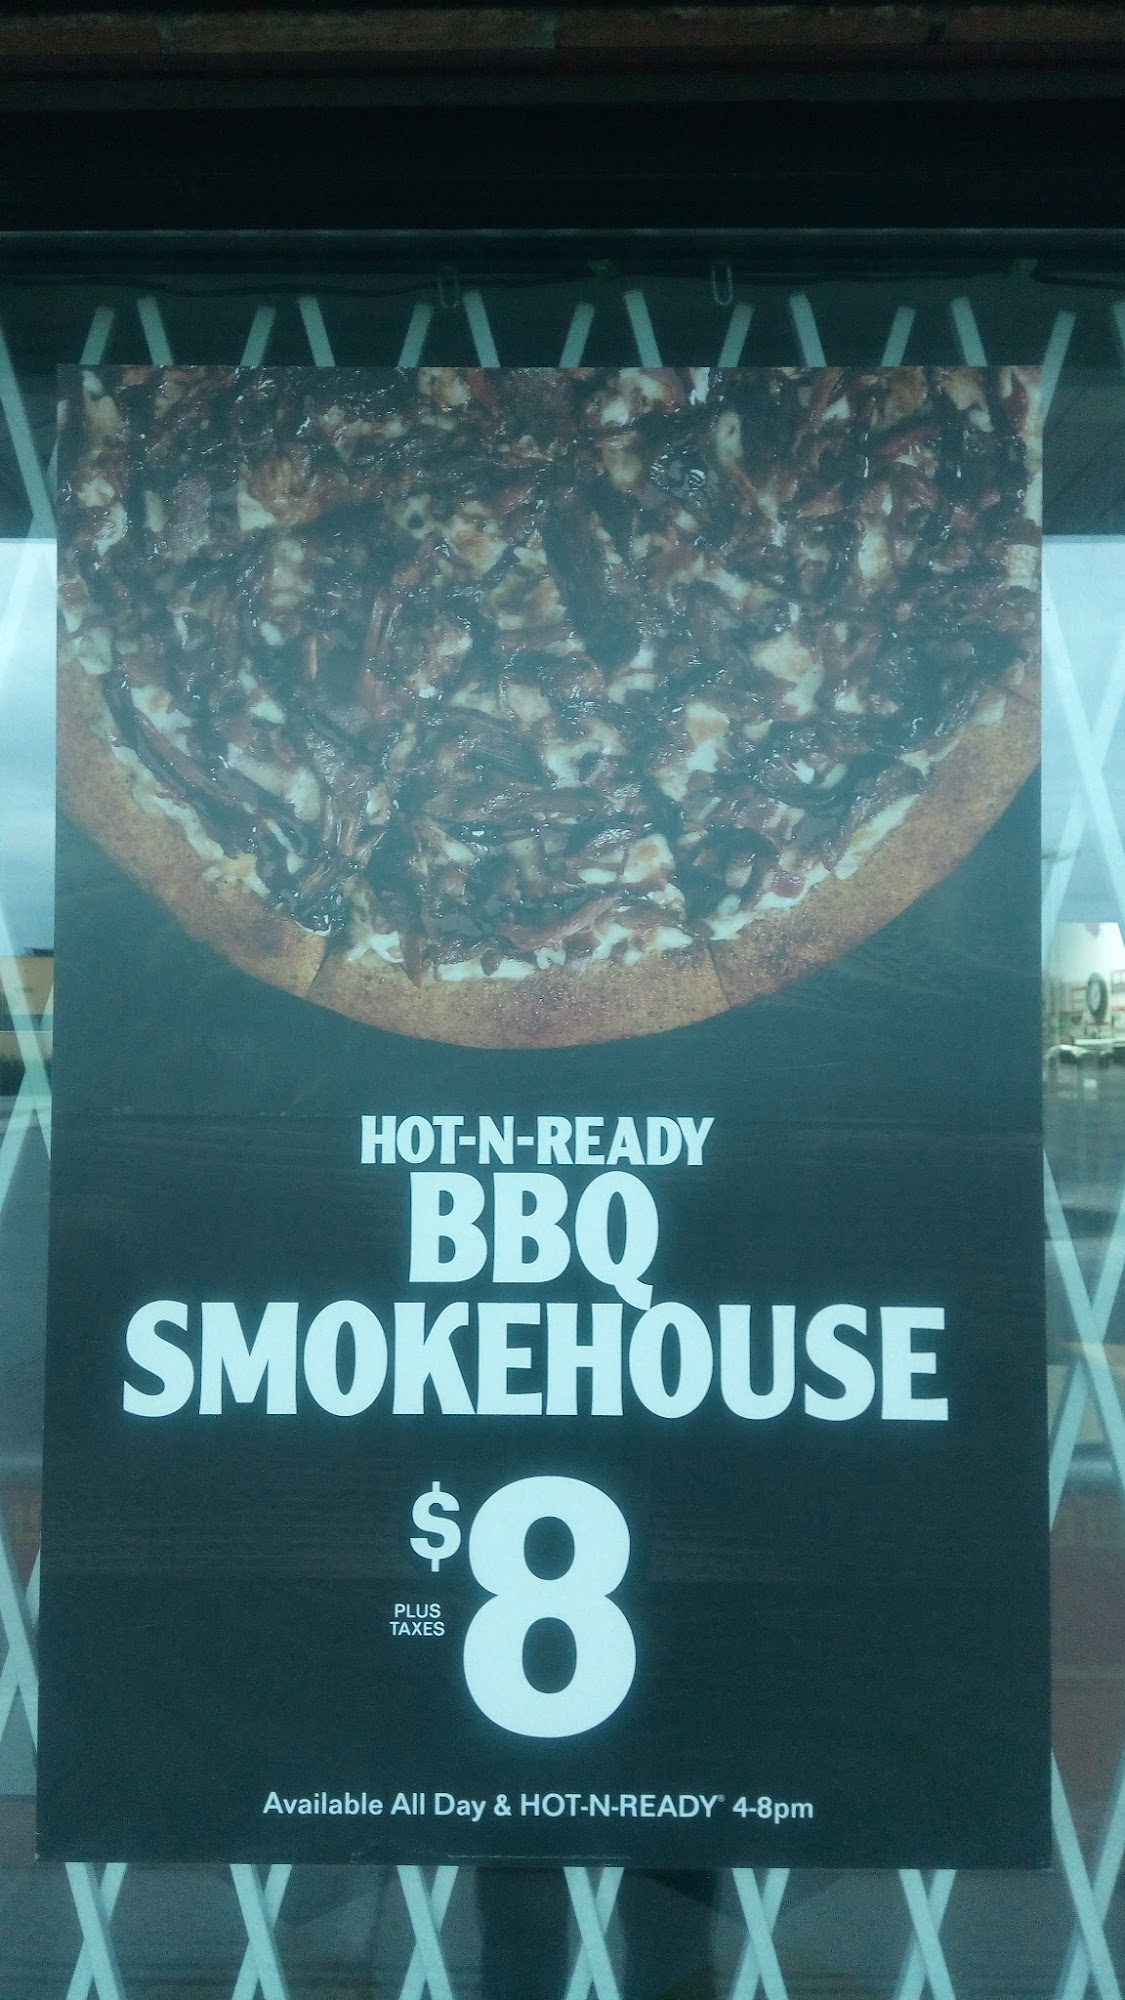 HOT-N-READY
BBQ
SMOKEHOUSE
$8
PLUS
TAXES
Available All Day & HOT-N-READY® 4-8pm